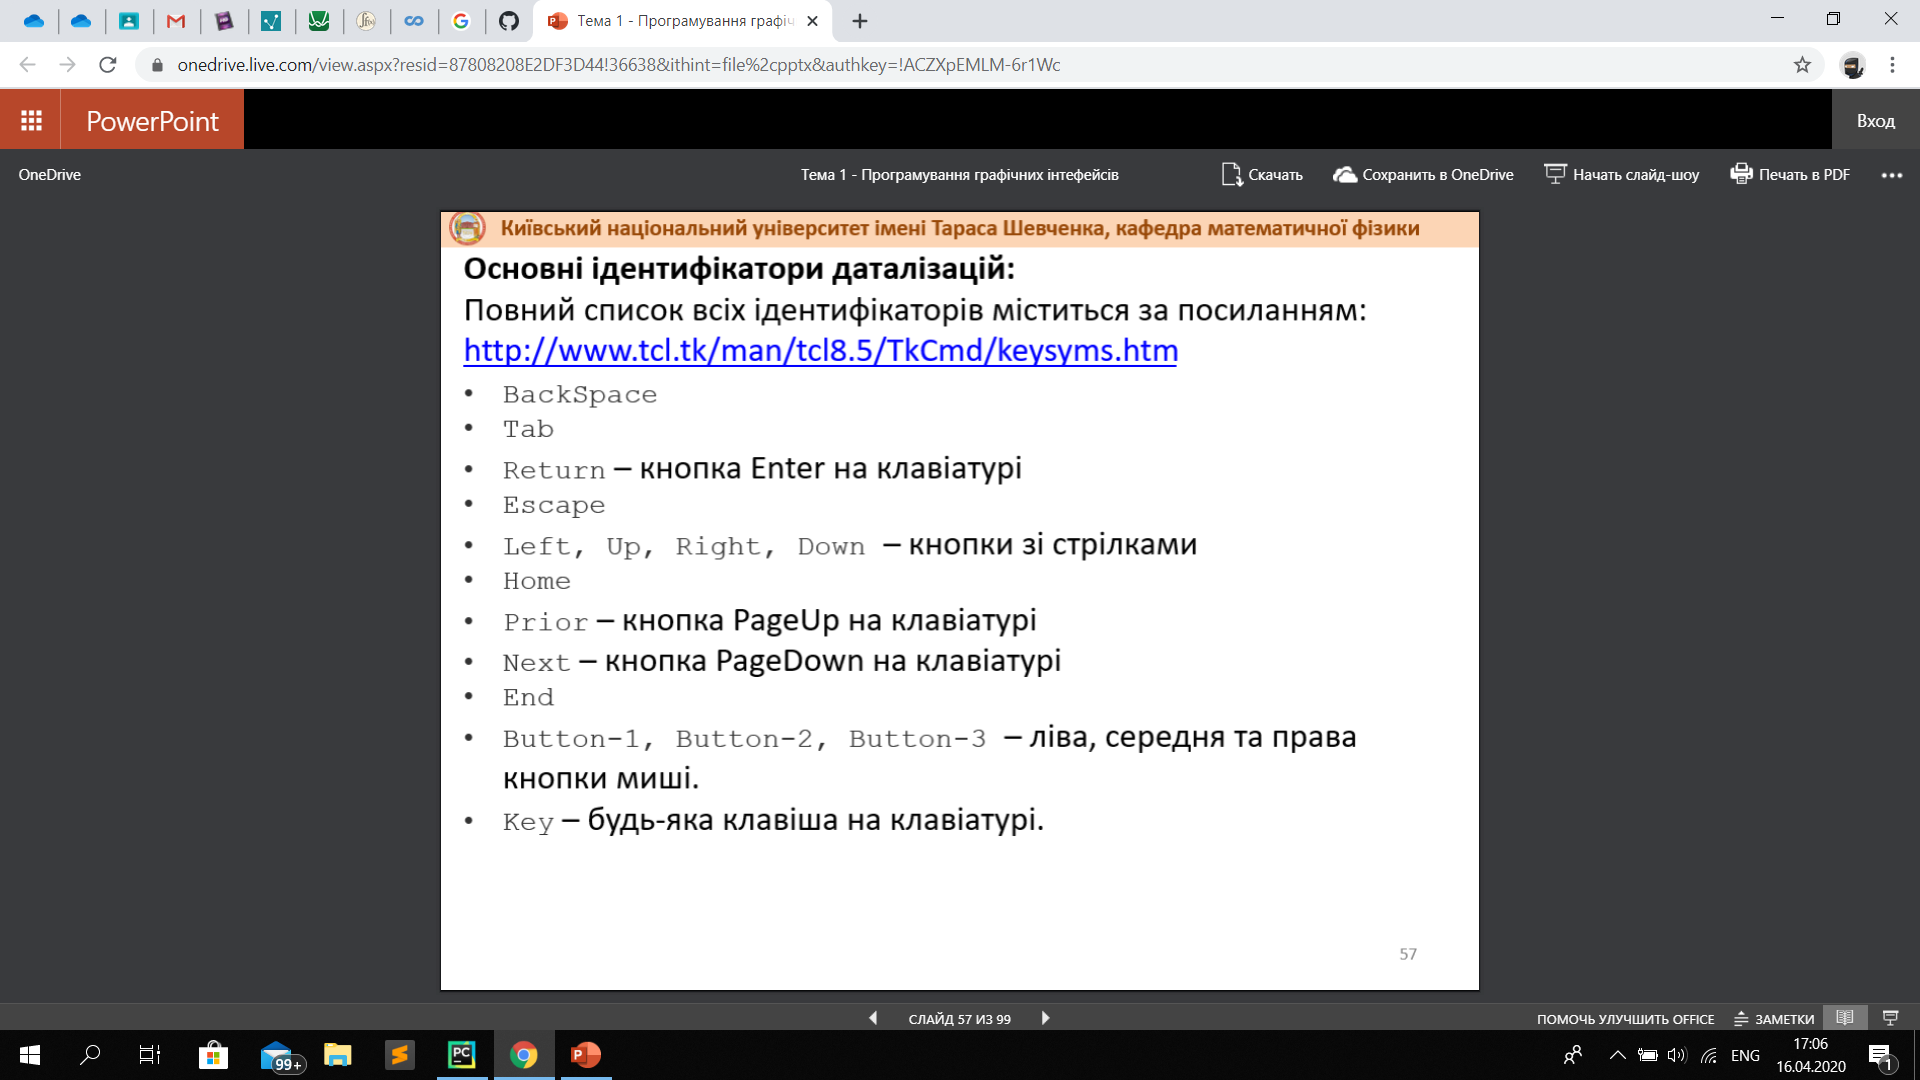 Тема 1 - Програмування графіч
onedrive.live.com/view.aspx?resid=87808208E2DF3D44!36638&ithint=file%2cpptx&authkey=!ACZXpEMLM-6r1Wc
PowerPoint
Вход
OneDrive
Тема 1 - Програмування графічних інтефейсів
Скачать
Сохранить в OneDrive
Начать слайд-шоу
Печать в PDF
Київський національний університет імені Тараса Шевченка, кафедра математичної фізики
Основні ідентифікатори даталізацій:
Повний список всіх ідентифікаторів міститься за посиланням:
http://www.tcl.tk/man/tcl8.5/TkCmd/keysyms.htm
• BackSpace
• Tab
• Return – кнопка Enter на клавіатурі
• Escape
• Left, Up, Right, Down – кнопки зі стрілками
• Home
• Prior – кнопка PageUp на клавіатурі
• Next – кнопка PageDown на клавіатурі
• End
• Button-1, Button-2, Button-3 – ліва, середня та права
кнопки миші.
• Key – будь-яка клавіша на клавіатурі.
57
СЛАЙД 57 ИЗ 99
ПОМОЧЬ УЛУЧШИТЬ OFFICE
ЗАМЕТКИ
99+
PC
ENG
17:06
16.04.2020
1